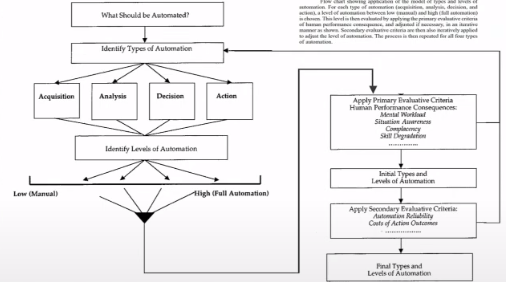 Flow chart showing application of the model of types and levels of
automation. For each type of automation (acquisition, analysis, decision, and
action), a level of automation between low (manual) and high (full automation)
is chosen. This level is then evaluated by applying the primary evaluative criteria
of human performance consequence, and adjusted if necessary, in an iterative
manner as shown. Secondary evaluative criteria are then also iteratively applied
to adjust the level of automation. The process is then repeated for all four types
of automation.
What Should be Automated?
Identify Types of Automation
Acquisition
Analysis
Decision
Action
Identify Levels of Automation
Low (Manual)
High (Full Automation)
Apply Primary Evaluative Criteria
Human Performance Consequences:
Mental Workload
Situation Awareness
Complacency
Skill Degradation
..............
Initial Types and
Levels of Automation
Apply Secondary Evaluative Criteria:
Automation Reliability
Costs of Action Outcomes
..............
Final Types and
Levels of Automation